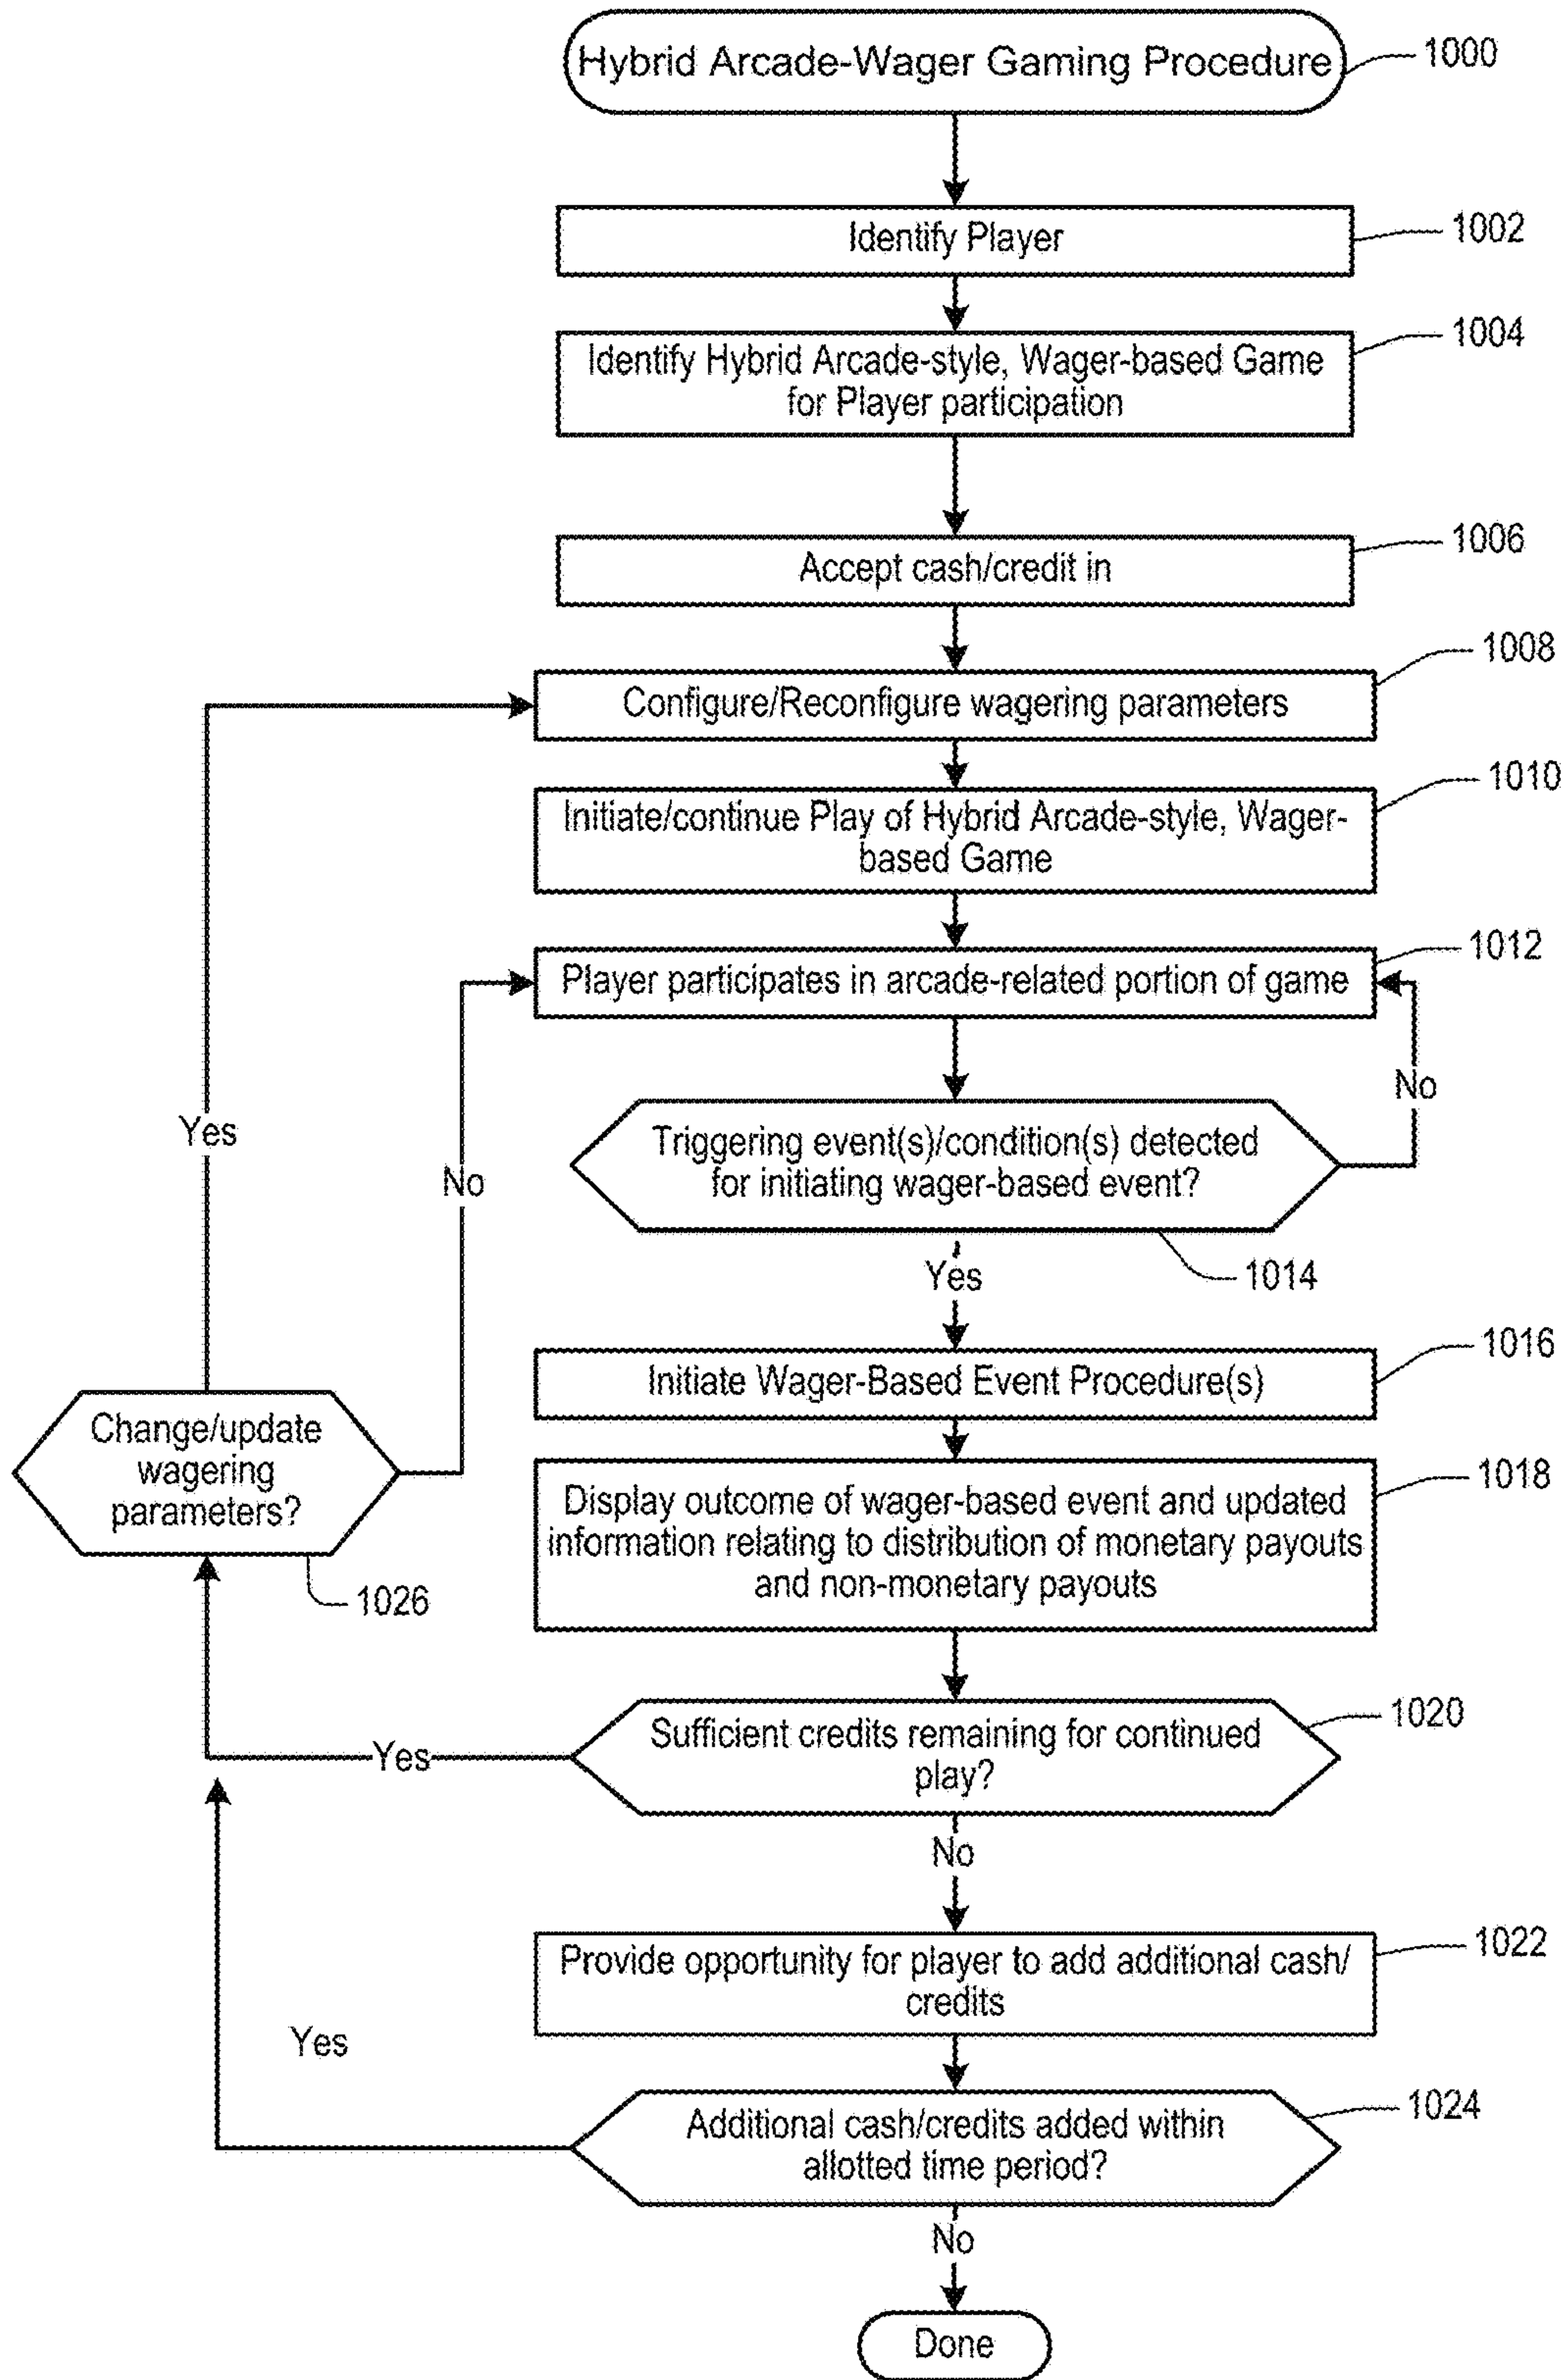 Hybrid Arcade-Wager Gaming Procedure
1000
Identify Player
1002
Identify Hybrid Arcade-style, Wager-based Game
for Player participation
1004
Accept cash/credit in
1006
Configure/Reconfigure wagering parameters
1008
Initiate/continue Play of Hybrid Arcade-style, Wager-
based Game
1010
Player participates in arcade-related portion of game
1012
No
Yes
No
Triggering event(s)/condition(s) detected
for initiating wager-based event?
1014
Yes
Initiate Wager-Based Event Procedure(s)
1016
Change/update
wagering
parameters?
1026
Display outcome of wager-based event and updated
information relating to distribution of monetary payouts
and non-monetary payouts
1018
Sufficient credits remaining for continued
play?
1020
Yes
No
Provide opportunity for player to add additional cash/
credits
1022
Yes
Additional cash/credits added within
allotted time period?
1024
No
Done